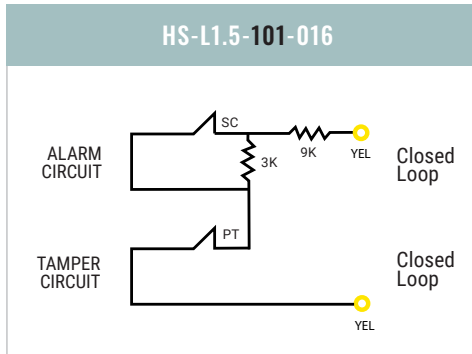 HS-L1.5-101-016
SC
ALARM
CIRCUIT
3K
9K
YEL
Closed
Loop
PT
TAMPER
CIRCUIT
Closed
Loop
YEL